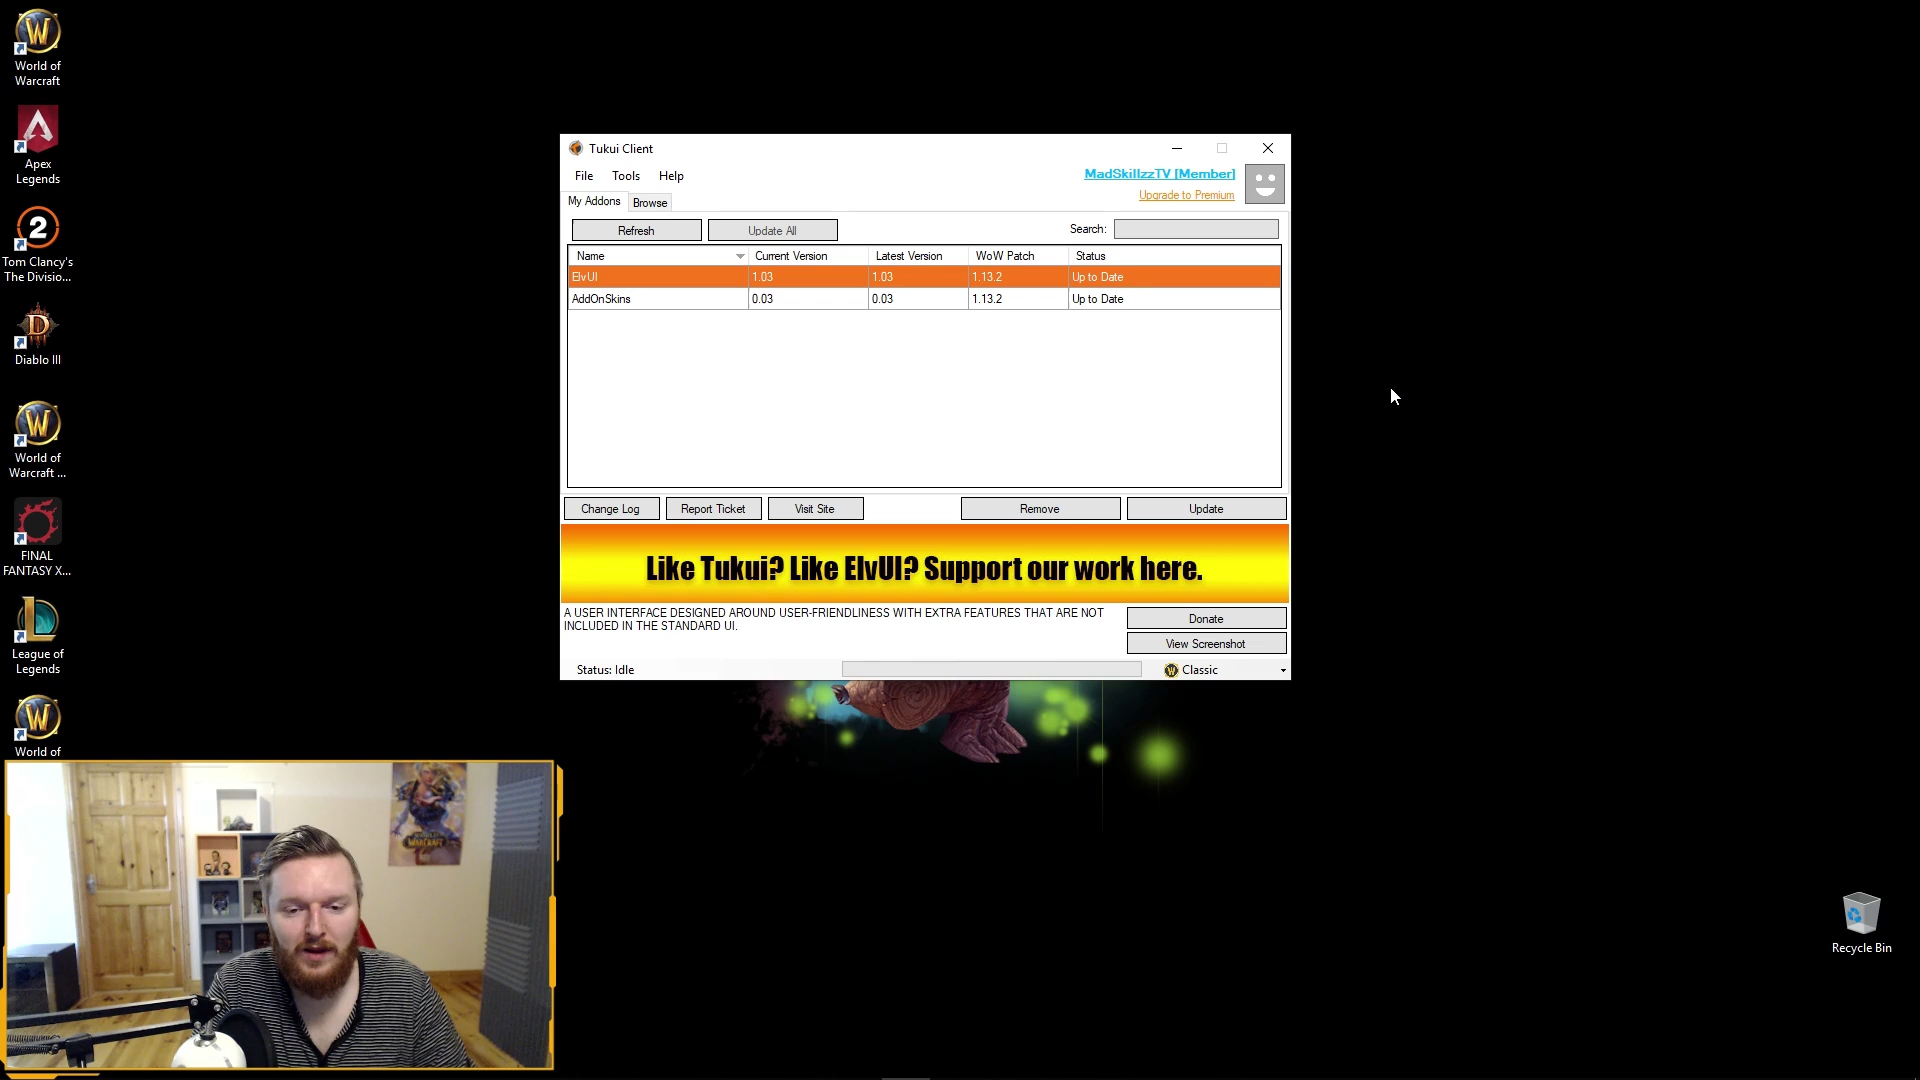 World of
Warcraft
Apex
Legends
2
Tom Clancy's
The Divisio...
Diablo III
World of
Warcraft ...
FINAL
FANTASY X...
League of
Legends
World of
Tukui Client
File Tools Help
MadSkillzzTV [Member]
Upgrade to Premium
My Addons Browse
Refresh Update All Search:
Name Current Version Latest Version WoW Patch Status
ElvUI 1.03 1.03 1.13.2 Up to Date
AddOnSkins 0.03 0.03 1.13.2 Up to Date
Change Log Report Ticket Visit Site Remove Update
Like Tukui? Like ElvUI? Support our work here.
A USER INTERFACE DESIGNED AROUND USER-FRIENDLINESS WITH EXTRA FEATURES THAT ARE NOT
INCLUDED IN THE STANDARD UI.
Donate
View Screenshot
Status: Idle Classic
WARCRAFT
Recycle Bin